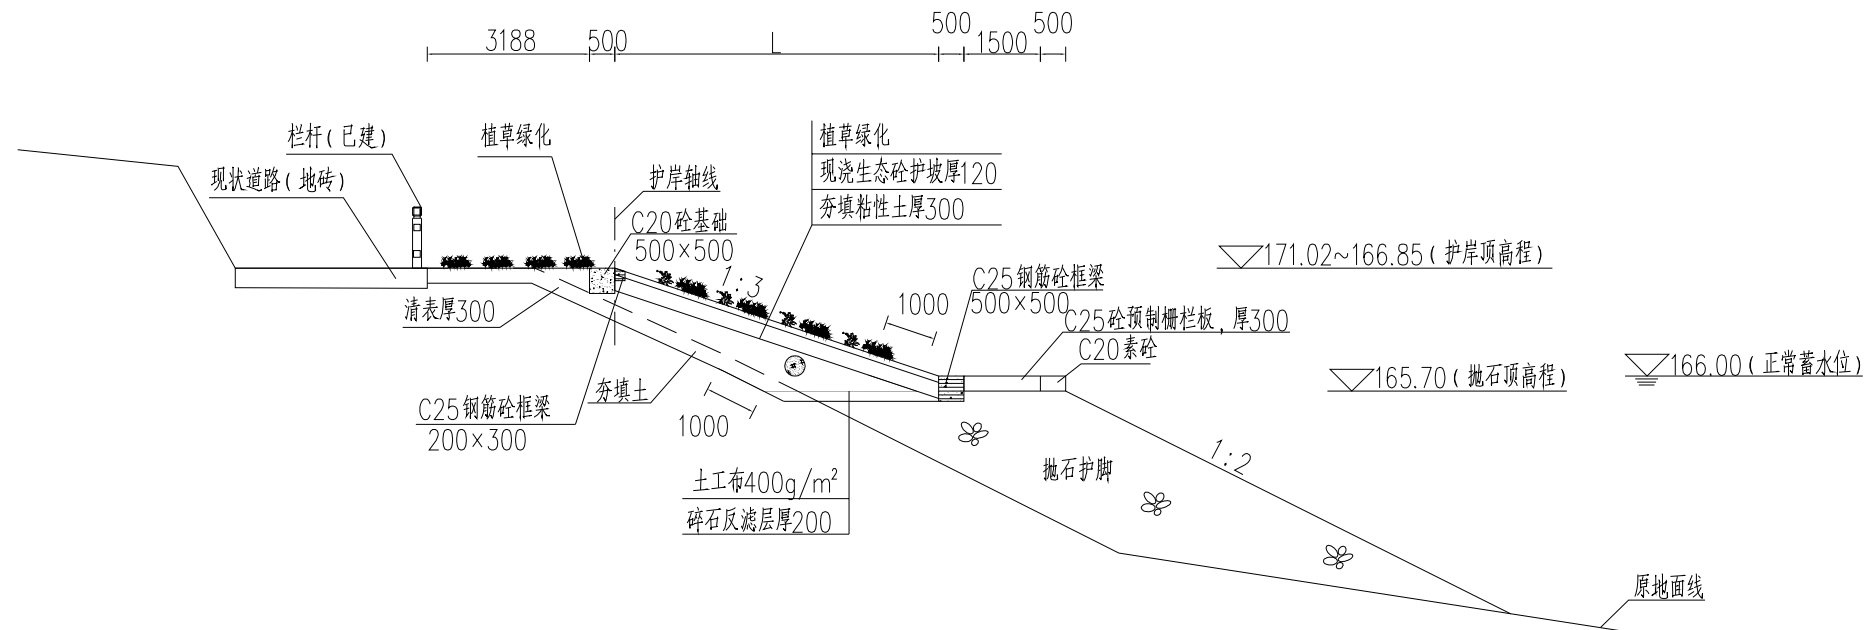 500 500
3188 500 L 1500
栏杆(已建)
植草绿化
植草绿化
现状道路(地砖)
护岸轴线
现浇生态砼护坡厚120
夯填粘性土厚300
C20砼基础
500×500
171.02~166.85(护岸顶高程)
1:3
C25钢筋砼框梁
500×500
1000
清表厚300
C25砼预制栅栏板,厚300
C20素砼
166.00(正常蓄水位)
165.70(抛石顶高程)
夯填土
C25钢筋砼框梁
200×300
1000
1:2
抛石护脚
土工布400g/m²
碎石反滤层厚200
原地面线